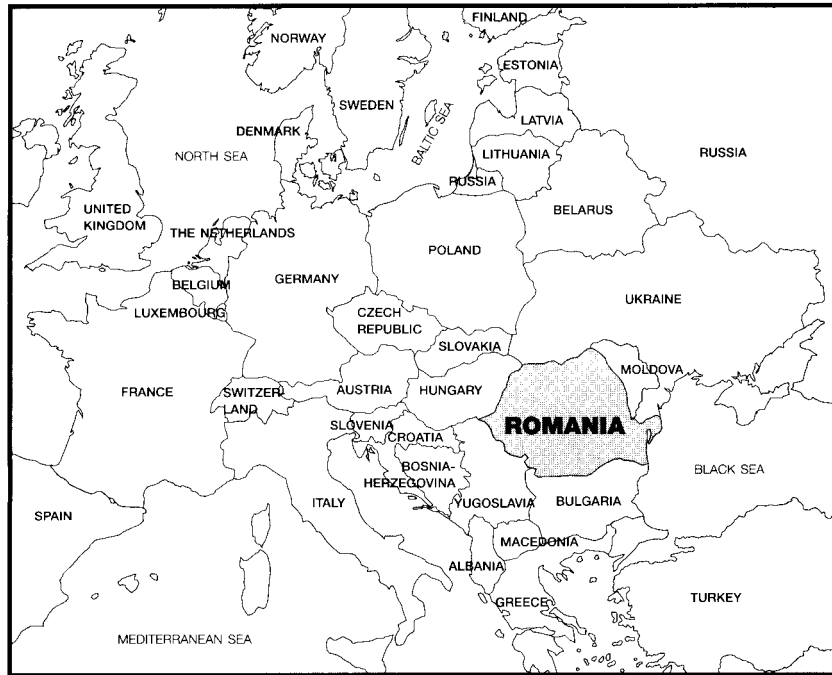 FINLAND
NORWAY
ESTONIA
SWEDEN
BALTIC SEA
LATVIA
DENMARK
NORTH SEA
LITHUANIA
RUSSIA
RUSSIA
UNITED
KINGDOM
BELARUS
THE NETHERLANDS
POLAND
GERMANY
BELGIUM
UKRAINE
LUXEMBOURG
CZECH
REPUBLIC
SLOVAKIA
MOLDOVA
FRANCE
SWITZER-
LAND
AUSTRIA
HUNGARY
SLOVENIA
CROATIA
ROMANIA
BOSNIA-
HERZEGOVINA
BLACK SEA
ITALY
YUGOSLAVIA
BULGARIA
SPAIN
MACEDONIA
ALBANIA
GREECE
TURKEY
MEDITERRANEAN SEA